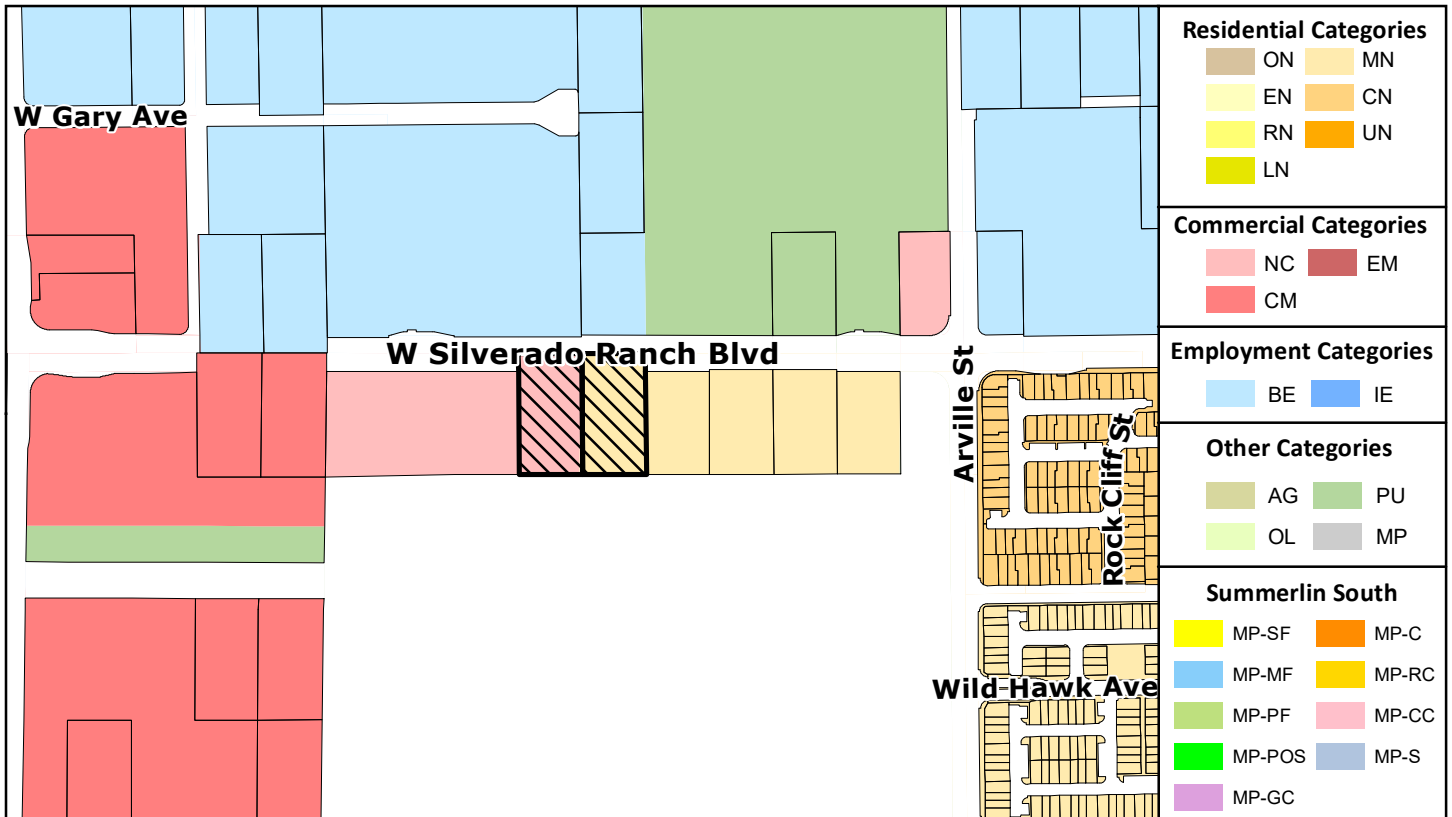 W Gary Ave
W Silverado Ranch Blvd
Arville St
Rock Cliff St
Wild Hawk Ave
Residential Categories
ON MN
EN CN
RN UN
LN
Commercial Categories
NC EM
CM
Employment Categories
BE IE
Other Categories
AG PU
OL MP
Summerlin South
MP-SF MP-C
MP-MF MP-RC
MP-PF MP-CC
MP-POS MP-S
MP-GC